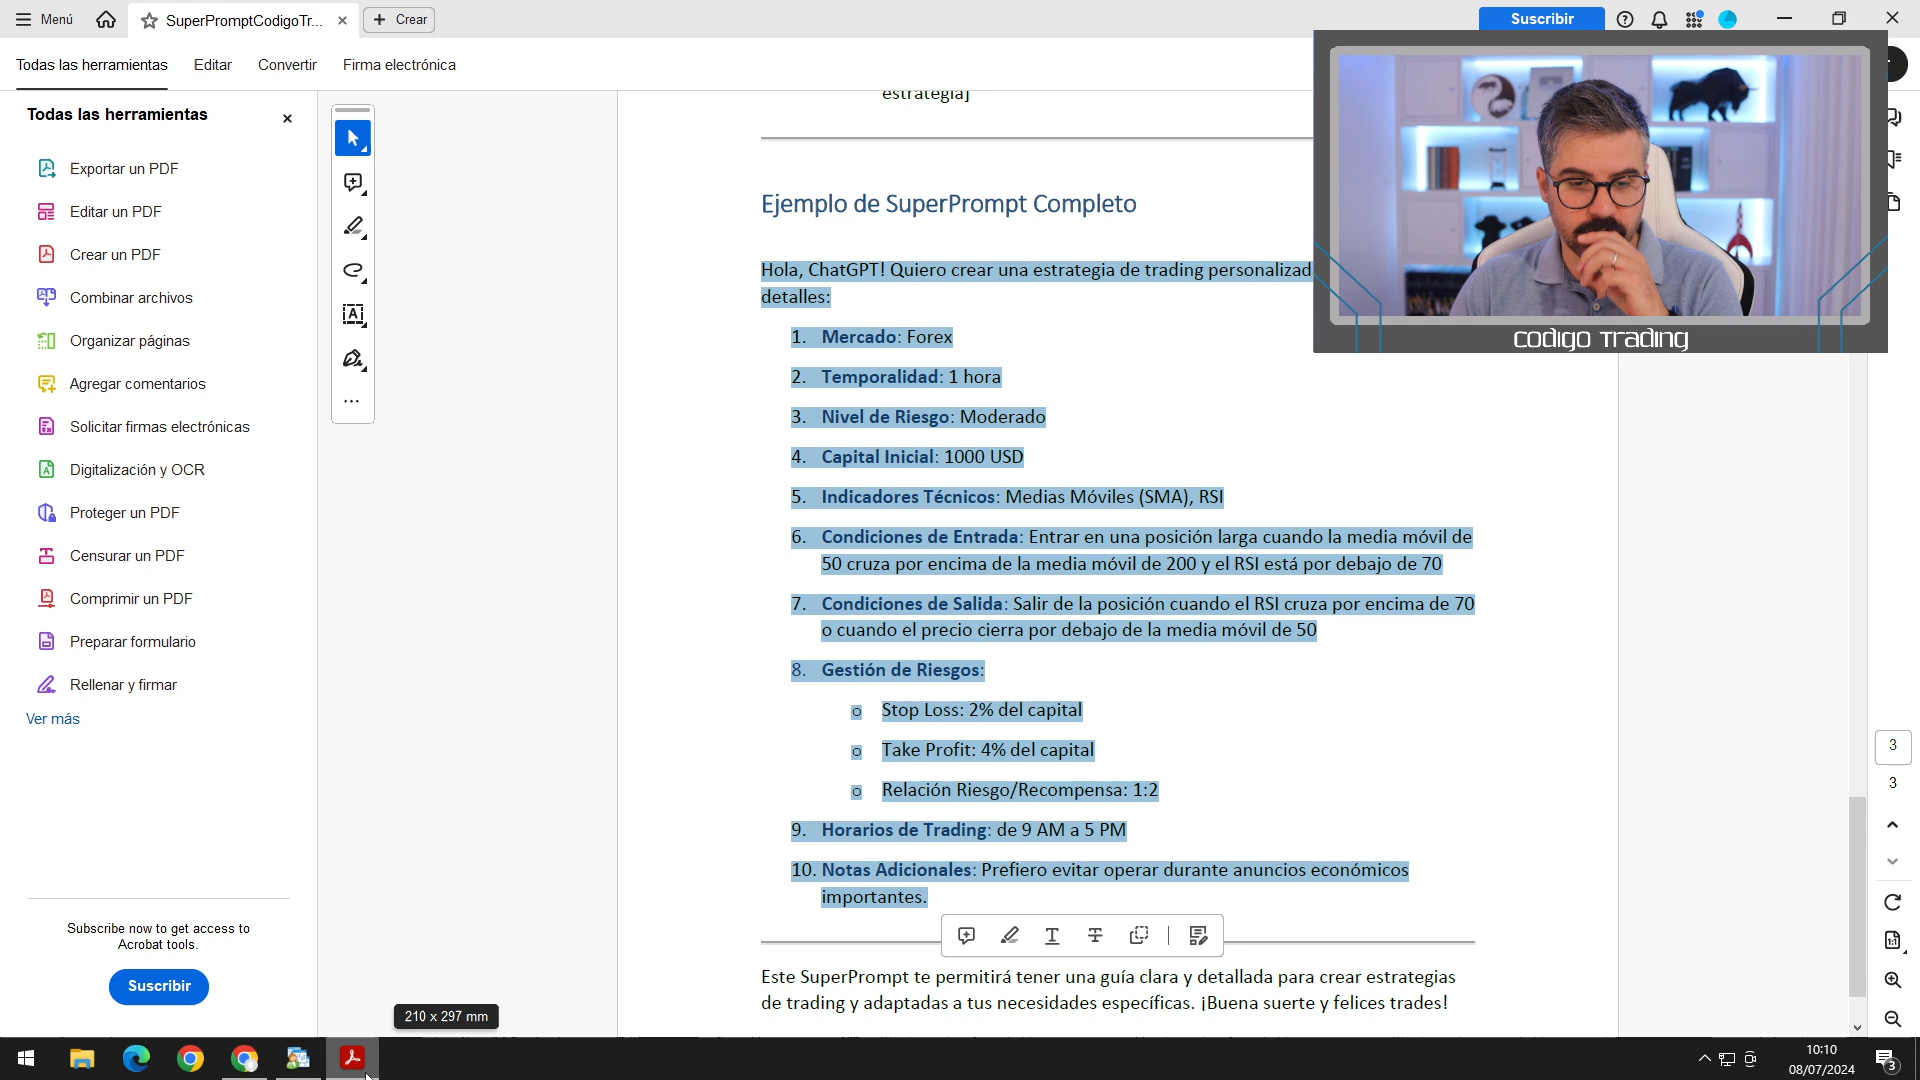 Menú
SuperPromptCodigoTr...
Crear
Suscribir
Todas las herramientas
Editar
Convertir
Firma electrónica
Todas las herramientas
Exportar un PDF
Editar un PDF
Crear un PDF
Combinar archivos
Organizar páginas
Agregar comentarios
Solicitar firmas electrónicas
Digitalización y OCR
Proteger un PDF
Censurar un PDF
Comprimir un PDF
Preparar formulario
Rellenar y firmar
Ver más
Subscribe now to get access to
Acrobat tools.
Suscribir
210 x 297 mm
estrategia]
Ejemplo de SuperPrompt Completo
Hola, ChatGPT! Quiero crear una estrategia de trading personalizad
detalles:
1. Mercado: Forex
2. Temporalidad: 1 hora
3. Nivel de Riesgo: Moderado
4. Capital Inicial: 1000 USD
5. Indicadores Técnicos: Medias Móviles (SMA), RSI
6. Condiciones de Entrada: Entrar en una posición larga cuando la media móvil de
50 cruza por encima de la media móvil de 200 y el RSI está por debajo de 70
7. Condiciones de Salida: Salir de la posición cuando el RSI cruza por encima de 70
o cuando el precio cierra por debajo de la media móvil de 50
8. Gestión de Riesgos:
o Stop Loss: 2% del capital
o Take Profit: 4% del capital
o Relación Riesgo/Recompensa: 1:2
9. Horarios de Trading: de 9 AM a 5 PM
10. Notas Adicionales: Prefiero evitar operar durante anuncios económicos
importantes.
Este SuperPrompt te permitirá tener una guía clara y detallada para crear estrategias
de trading y adaptadas a tus necesidades específicas. ¡Buena suerte y felices trades!
codigo Trading
3
3
10:10
08/07/2024
3